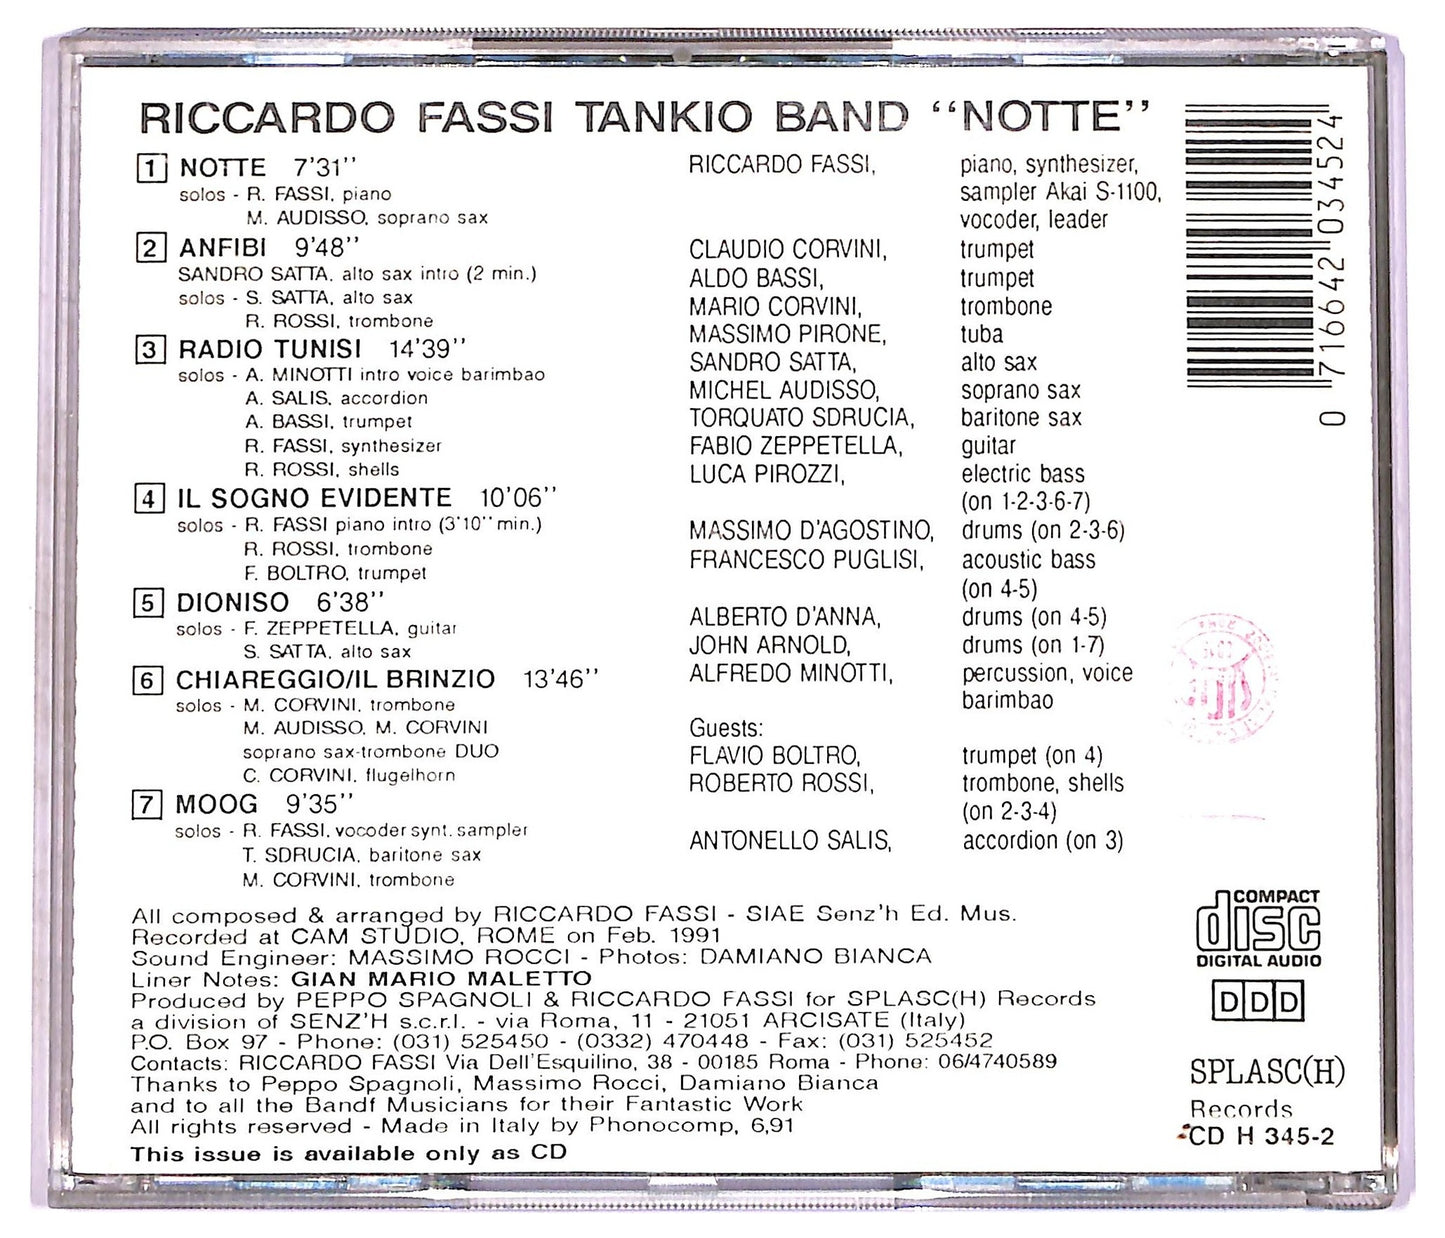 RICCARDO FASSI TANKIO BAND “NOTTE”
1 NOTTE 7'31''
solos - R. FASSI, piano
M. AUDISSO, soprano sax
2 ANFIBI 9'48''
SANDRO SATTA, alto sax intro (2 min.)
solos - S. SATTA, alto sax
R. ROSSI, trombone
3 RADIO TUNISI 14'39''
solos - A. MINOTTI intro voice barimbao
A. SALIS, accordion
A. BASSI, trumpet
R. FASSI, synthesizer
R. ROSSI, shells
4 IL SOGNO EVIDENTE 10'06''
solos - R. FASSI piano intro (3'10'' min.)
R. ROSSI, trombone
F. BOLTRO, trumpet
5 DIONISO 6'38''
solos - F. ZEPPETELLA, guitar
S. SATTA, alto sax
6 CHIAREGGIO/IL BRINZIO 13'46''
solos - M. CORVINI, trombone
M. AUDISSO, M. CORVINI
soprano sax-trombone DUO
C. CORVINI, flugelhorn
7 MOOG 9'35''
solos - R. FASSI, vocoder synt. sampler
T. SDRUCIA, baritone sax
M. CORVINI, trombone
RICCARDO FASSI, piano, synthesizer,
sampler Akai S-1100,
vocoder, leader
CLAUDIO CORVINI, trumpet
ALDO BASSI, trumpet
MARIO CORVINI, trombone
MASSIMO PIRONE, tuba
SANDRO SATTA, alto sax
MICHEL AUDISSO, soprano sax
TORQUATO SDRUCIA, baritone sax
FABIO ZEPPETELLA, guitar
LUCA PIROZZI, electric bass
(on 1-2-3-6-7)
MASSIMO D'AGOSTINO, drums (on 2-3-6)
FRANCESCO PUGLISI, acoustic bass
(on 4-5)
ALBERTO D'ANNA, drums (on 4-5)
JOHN ARNOLD, drums (on 1-7)
ALFREDO MINOTTI, percussion, voice
barimbao
Guests:
FLAVIO BOLTRO, trumpet (on 4)
ROBERTO ROSSI, trombone, shells
(on 2-3-4)
ANTONELLO SALIS, accordion (on 3)
0 716642 034524
All composed & arranged by RICCARDO FASSI - SIAE Senz'h Ed. Mus.
Recorded at CAM STUDIO, ROME on Feb. 1991
Sound Engineer: MASSIMO ROCCI - Photos: DAMIANO BIANCA
Liner Notes: GIAN MARIO MALETTO
Produced by PEPPO SPAGNOLI & RICCARDO FASSI for SPLASC(H) Records
a division of SENZ'H s.c.r.l. - via Roma, 11 - 21051 ARCISATE (Italy)
P.O. Box 97 - Phone: (031) 525450 - (0332) 470448 - Fax: (031) 525452
Contacts: RICCARDO FASSI Via Dell'Esquilino, 38 - 00185 Roma - Phone: 06/4740589
Thanks to Peppo Spagnoli, Massimo Rocci, Damiano Bianca
and to all the Bandf Musicians for their Fantastic Work
All rights reserved - Made in Italy by Phonocomp, 6,91
This issue is available only as CD
COMPACT
disc
DIGITAL AUDIO
DDD
SPLASC(H)
Records
CD H 345-2